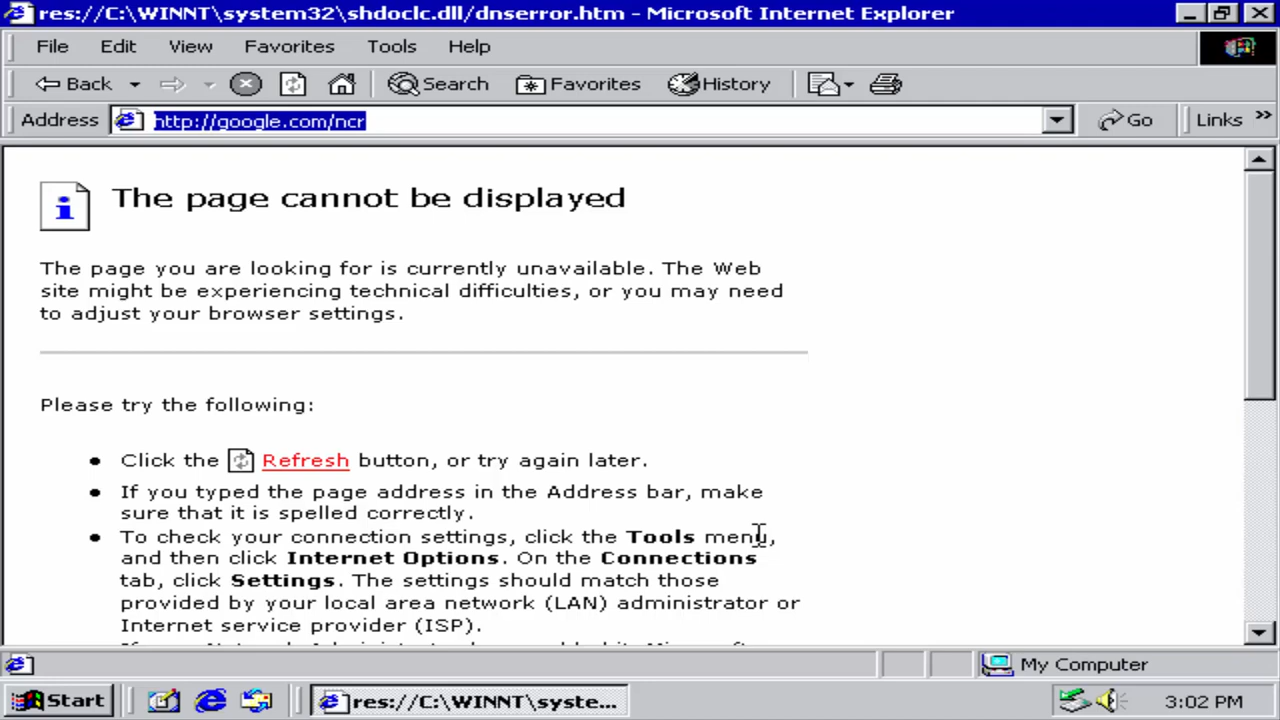 res://C:\WINNT\system32\shdoclc.dll/dnserror.htm - Microsoft Internet Explorer
File Edit View Favorites Tools Help
Back Search Favorites History
Address http://google.com/ncr Go Links »
The page cannot be displayed
The page you are looking for is currently unavailable. The Web
site might be experiencing technical difficulties, or you may need
to adjust your browser settings.
Please try the following:
• Click the Refresh button, or try again later.
• If you typed the page address in the Address bar, make
sure that it is spelled correctly.
• To check your connection settings, click the Tools menu,
and then click Internet Options. On the Connections
tab, click Settings. The settings should match those
provided by your local area network (LAN) administrator or
Internet service provider (ISP).
My Computer
Start res://C:\WINNT\syste... 3:02 PM